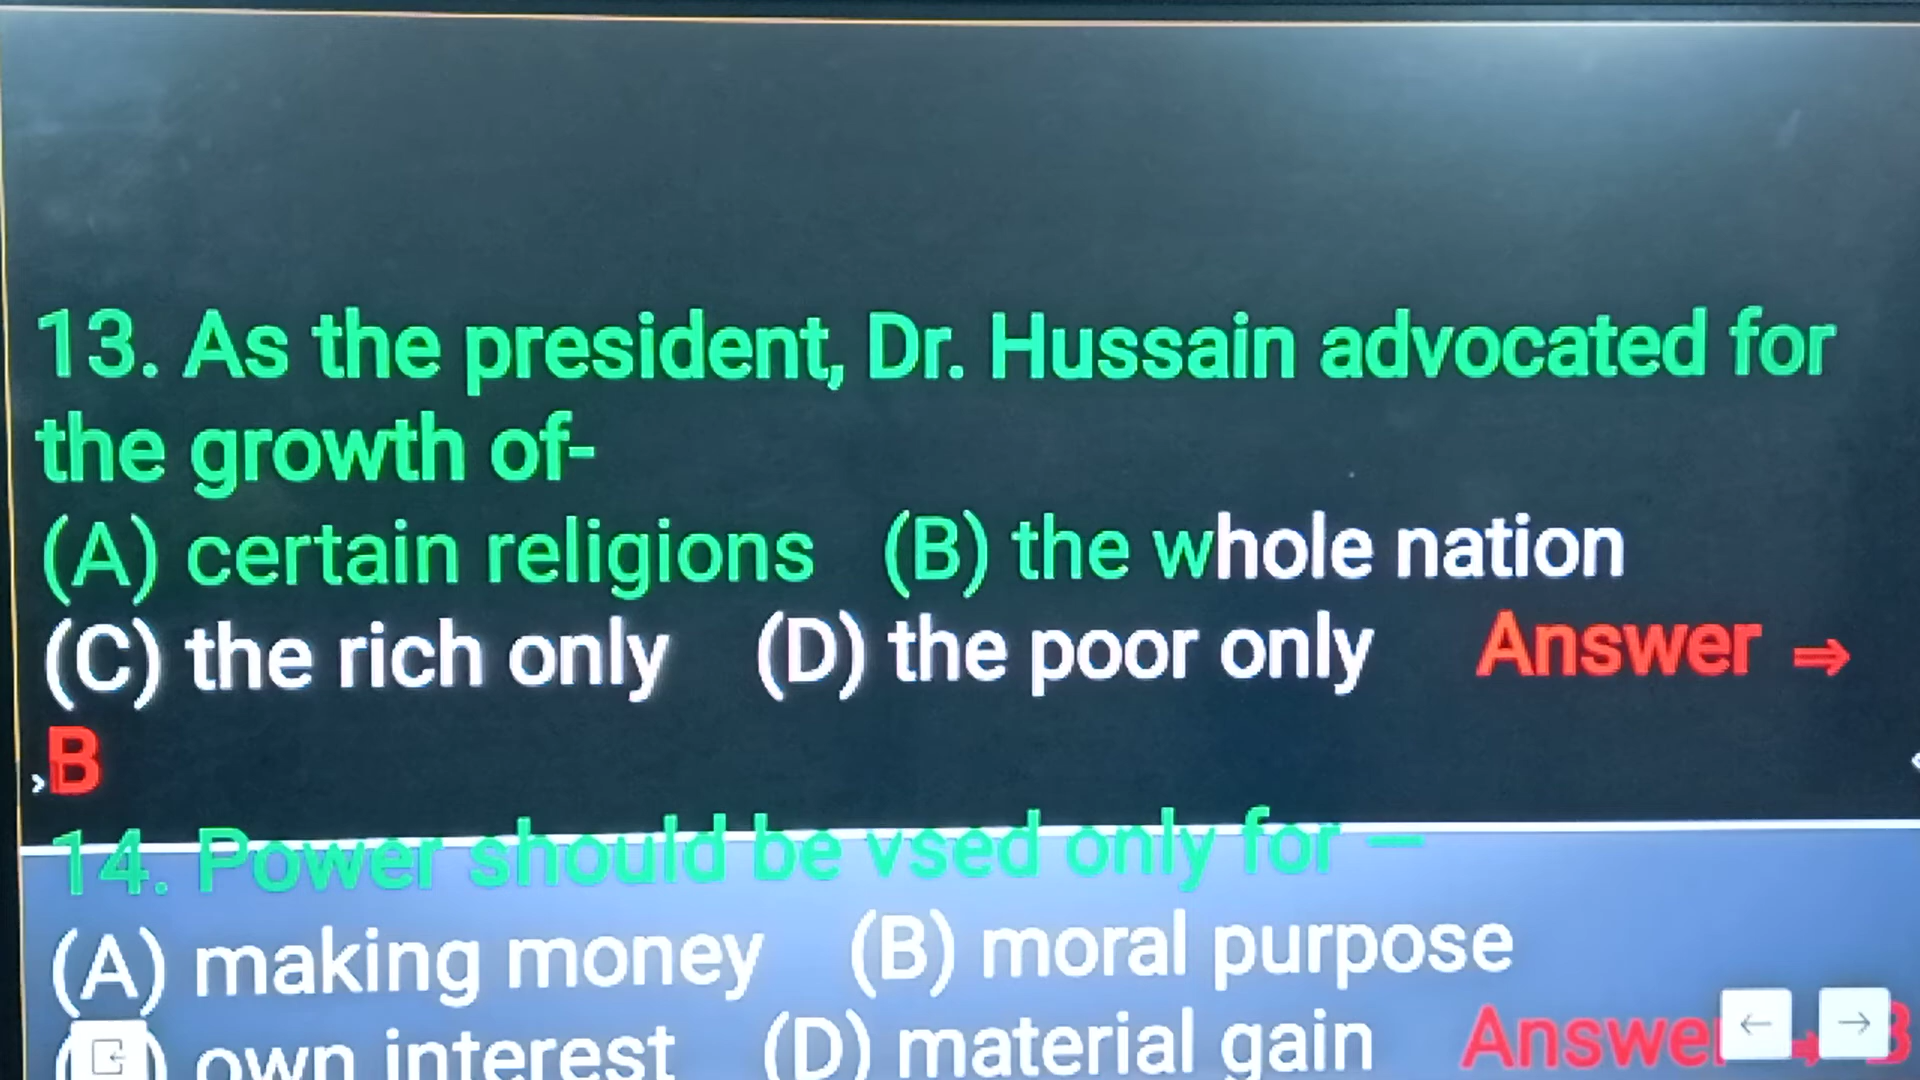 13. As the president, Dr. Hussain advocated for
the growth of-
(A) certain religions (B) the whole nation
(C) the rich only (D) the poor only Answer ⇒
B
14. Power should be vsed only for —
(A) making money (B) moral purpose
own interest (D) material gain Answer